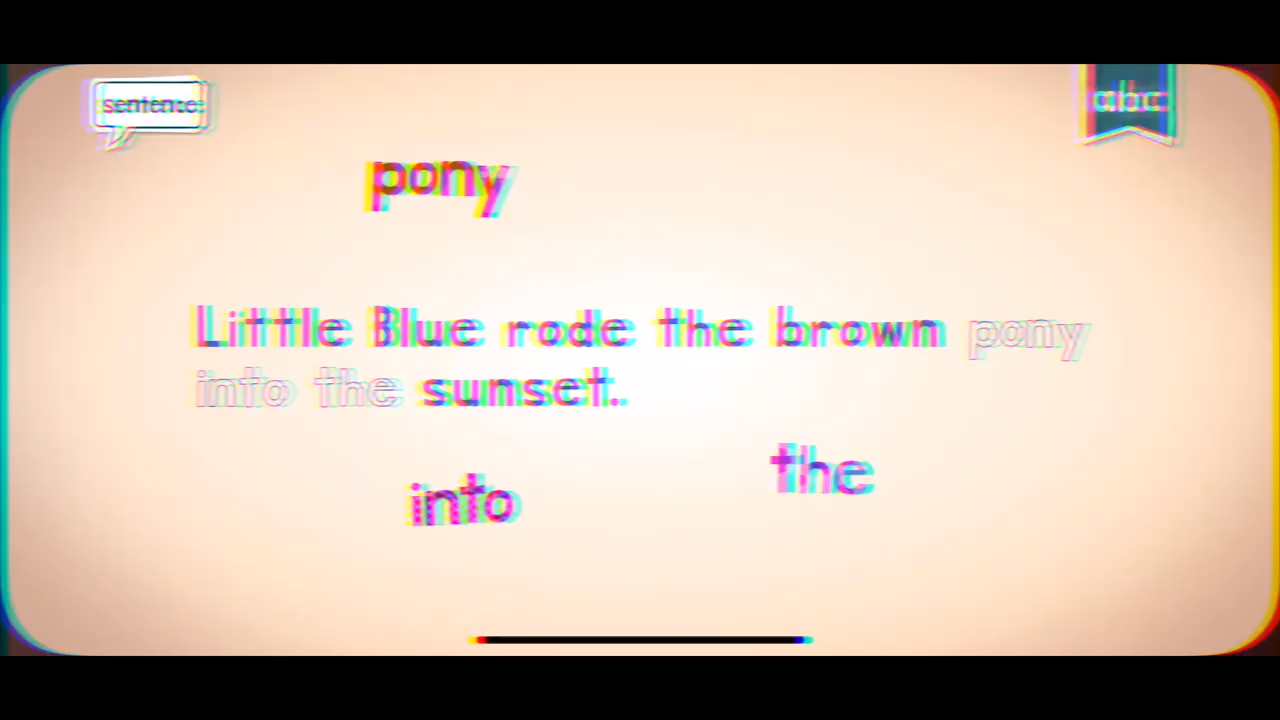 sentence
abc
pony
Little Blue rode the brown pony
into the sunset.
the
into